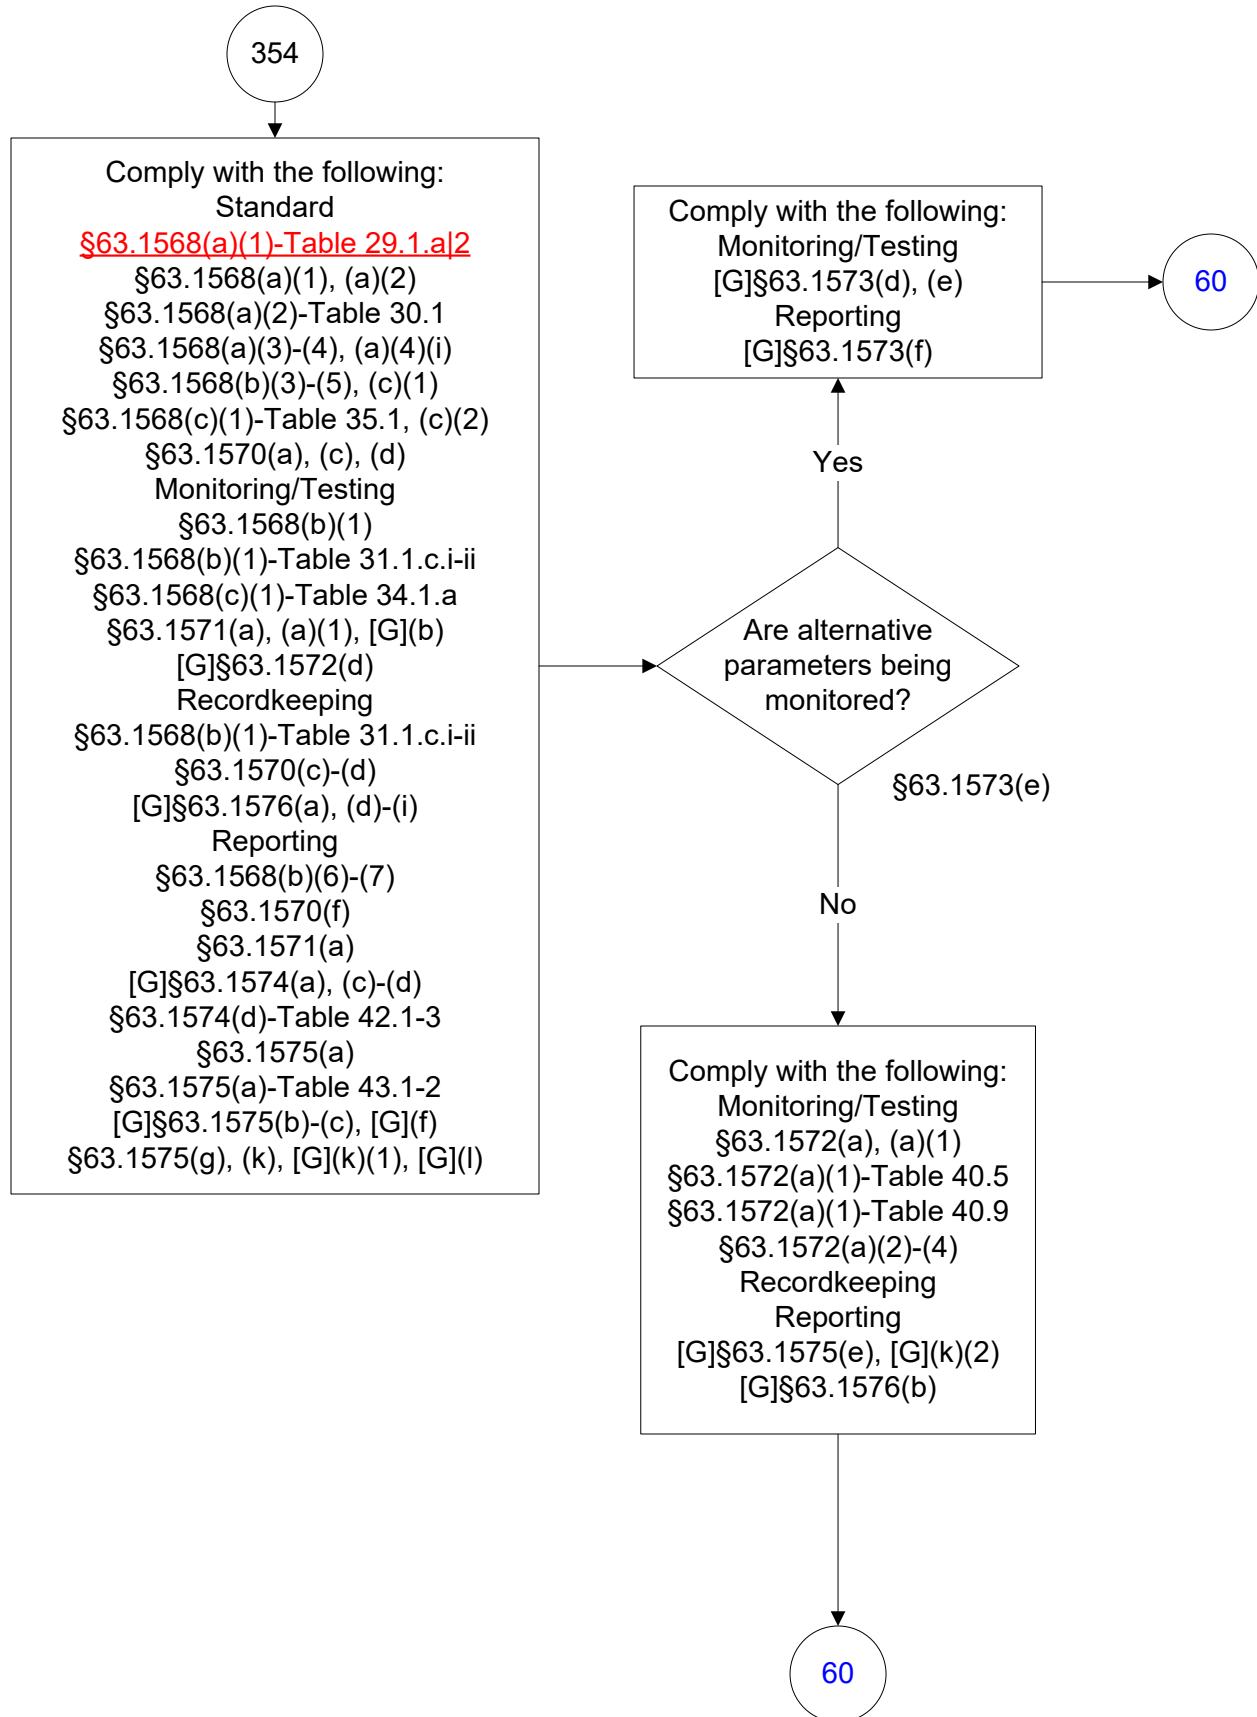 354
Comply with the following:
Standard
§63.1568(a)(1)-Table 29.1.a|2
§63.1568(a)(1), (a)(2)
§63.1568(a)(2)-Table 30.1
§63.1568(a)(3)-(4), (a)(4)(i)
§63.1568(b)(3)-(5), (c)(1)
§63.1568(c)(1)-Table 35.1, (c)(2)
§63.1570(a), (c), (d)
Monitoring/Testing
§63.1568(b)(1)
§63.1568(b)(1)-Table 31.1.c.i-ii
§63.1568(c)(1)-Table 34.1.a
§63.1571(a), (a)(1), [G](b)
[G]§63.1572(d)
Recordkeeping
§63.1568(b)(1)-Table 31.1.c.i-ii
§63.1570(c)-(d)
[G]§63.1576(a), (d)-(i)
Reporting
§63.1568(b)(6)-(7)
§63.1570(f)
§63.1571(a)
[G]§63.1574(a), (c)-(d)
§63.1574(d)-Table 42.1-3
§63.1575(a)
§63.1575(a)-Table 43.1-2
[G]§63.1575(b)-(c), [G](f)
§63.1575(g), (k), [G](k)(1), [G](l)
Comply with the following:
Monitoring/Testing
[G]§63.1573(d), (e)
Reporting
[G]§63.1573(f)
60
Yes
Are alternative
parameters being
monitored?
§63.1573(e)
No
Comply with the following:
Monitoring/Testing
§63.1572(a), (a)(1)
§63.1572(a)(1)-Table 40.5
§63.1572(a)(1)-Table 40.9
§63.1572(a)(2)-(4)
Recordkeeping
Reporting
[G]§63.1575(e), [G](k)(2)
[G]§63.1576(b)
60